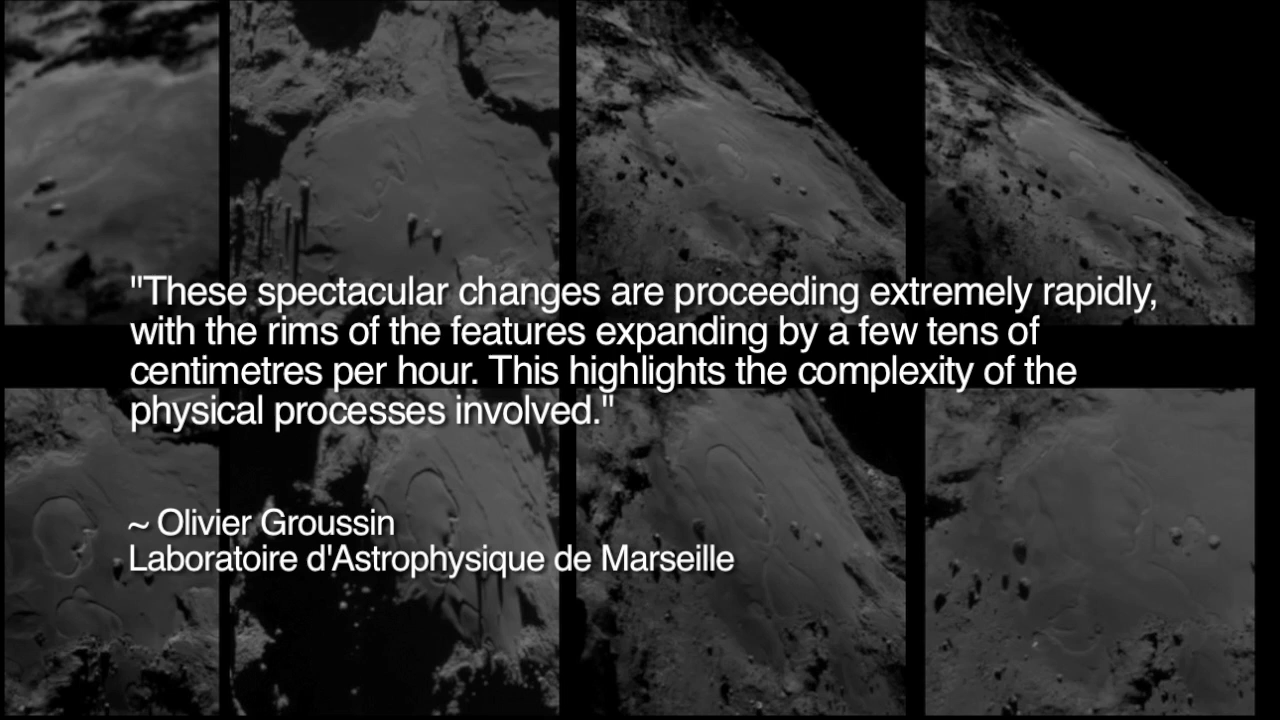 "These spectacular changes are proceeding extremely rapidly,
with the rims of the features expanding by a few tens of
centimetres per hour. This highlights the complexity of the
physical processes involved."
~ Olivier Groussin
Laboratoire d'Astrophysique de Marseille